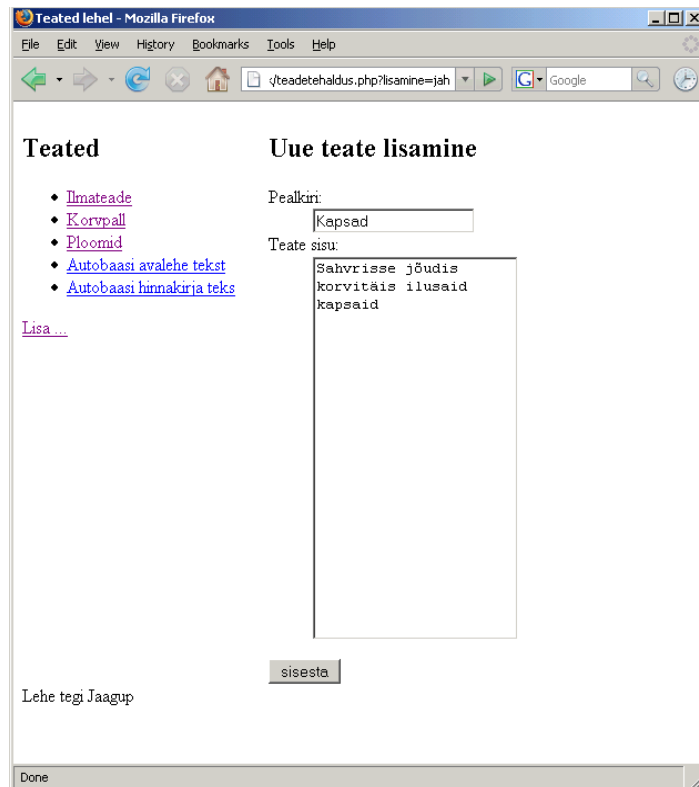 Teated lehel - Mozilla Firefox
File Edit View History Bookmarks Tools Help
:/teadetehaldus.php?lisamine=jah
G Google
Teated
Ilmateade
Korvpall
Ploomid
Autobaasi avalehe tekst
Autobaasi hinnakirja teks
Lisa ...
Uue teate lisamine
Pealkiri:
Kapsad
Teate sisu:
Sahvrisse jõudis
korvitäis ilusaid
kapsaid
sisesta
Lehe tegi Jaagup
Done